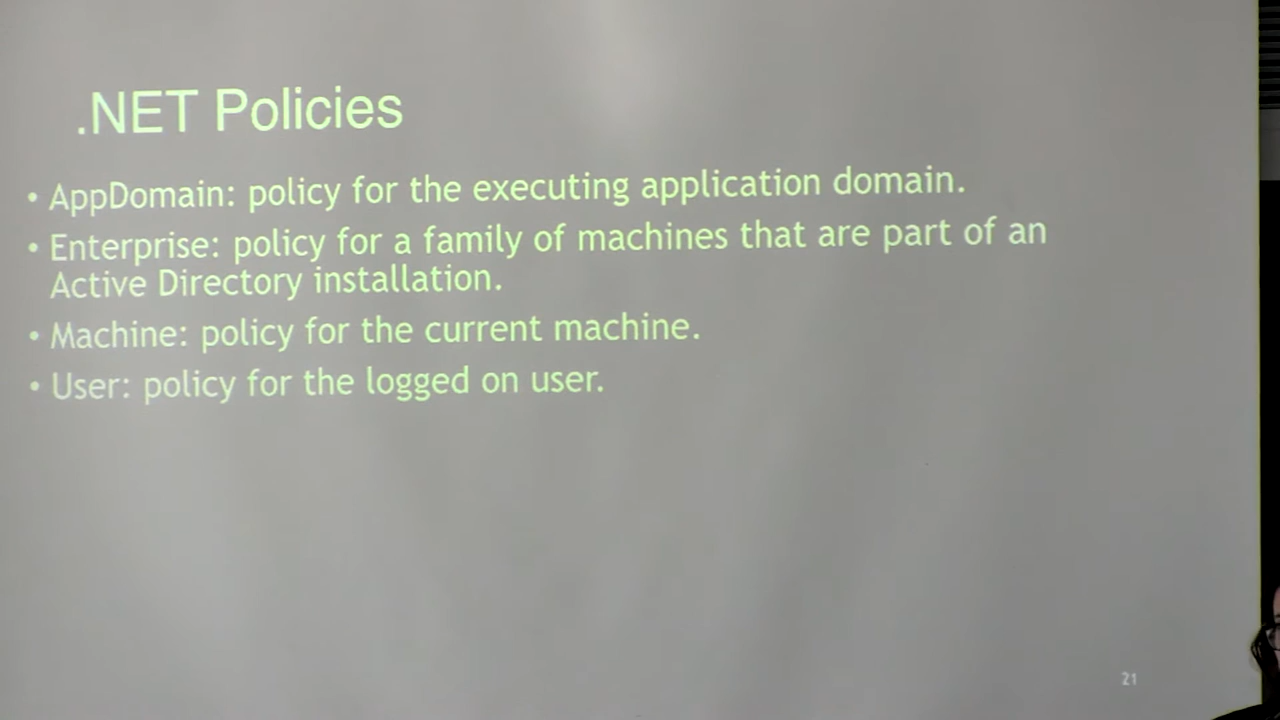 .NET Policies
• AppDomain: policy for the executing application domain.
• Enterprise: policy for a family of machines that are part of an
Active Directory installation.
• Machine: policy for the current machine.
• User: policy for the logged on user.
21